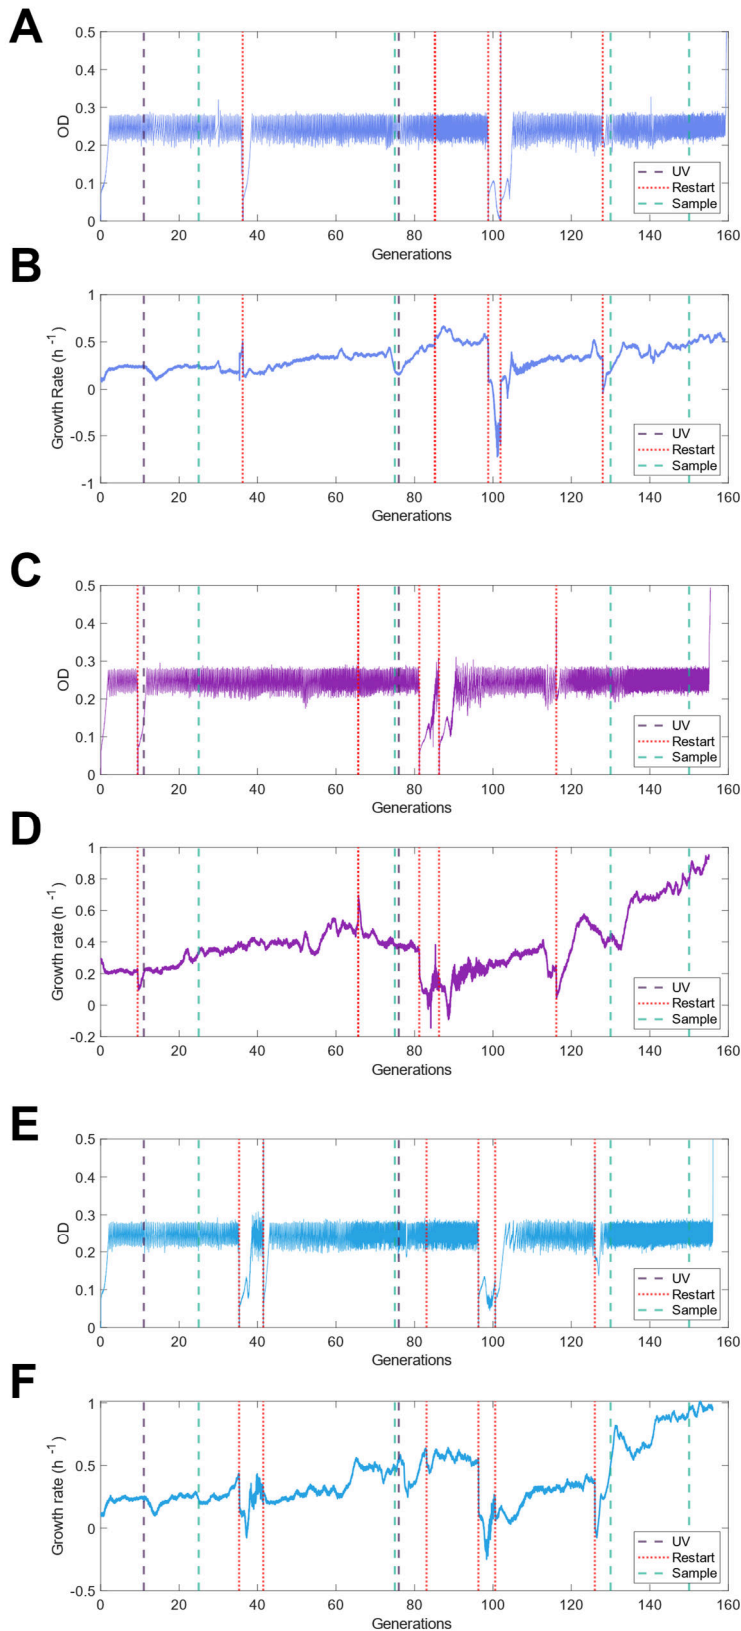 A
0.5
0.4
0.3
0.2
0.1
0
OD
UV
Restart
Sample
0 20 40 60 80 100 120 140 160
Generations
B
1
0.5
0
-0.5
-1
Growth Rate (h -1)
UV
Restart
Sample
0 20 40 60 80 100 120 140 160
Generations
C
0.5
0.4
0.3
0.2
0.1
0
OD
UV
Restart
Sample
0 20 40 60 80 100 120 140 160
Generations
D
1
0.8
0.6
0.4
0.2
0
-0.2
Growth rate (h -1)
UV
Restart
Sample
0 20 40 60 80 100 120 140 160
Generations
E
0.5
0.4
0.3
0.2
0.1
0
OD
UV
Restart
Sample
0 20 40 60 80 100 120 140 160
Generations
F
1
0.5
0
-0.5
Growth rate (h -1)
UV
Restart
Sample
0 20 40 60 80 100 120 140 160
Generations